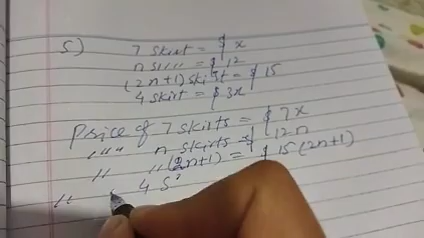 5) 7 skirt = $ x
n " " = $ 12
(2n+1) skirt = $ 15
4 skirt = $ 3x
Price of 7 skirts = $ 7x
" " " n skirts = $ 12n
" " (2n+1) = $ 15(2n+1)
" 4 S